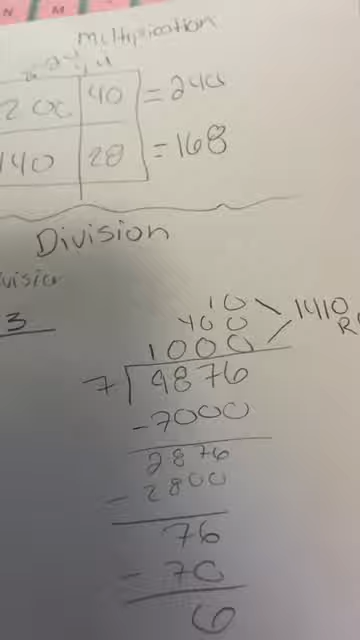 N M
multiplication
200 40 = 240
140 28 = 168
Division
3
10
400 1410
1000
7 9876
-7000
2876
- 2800
76
- 70
6